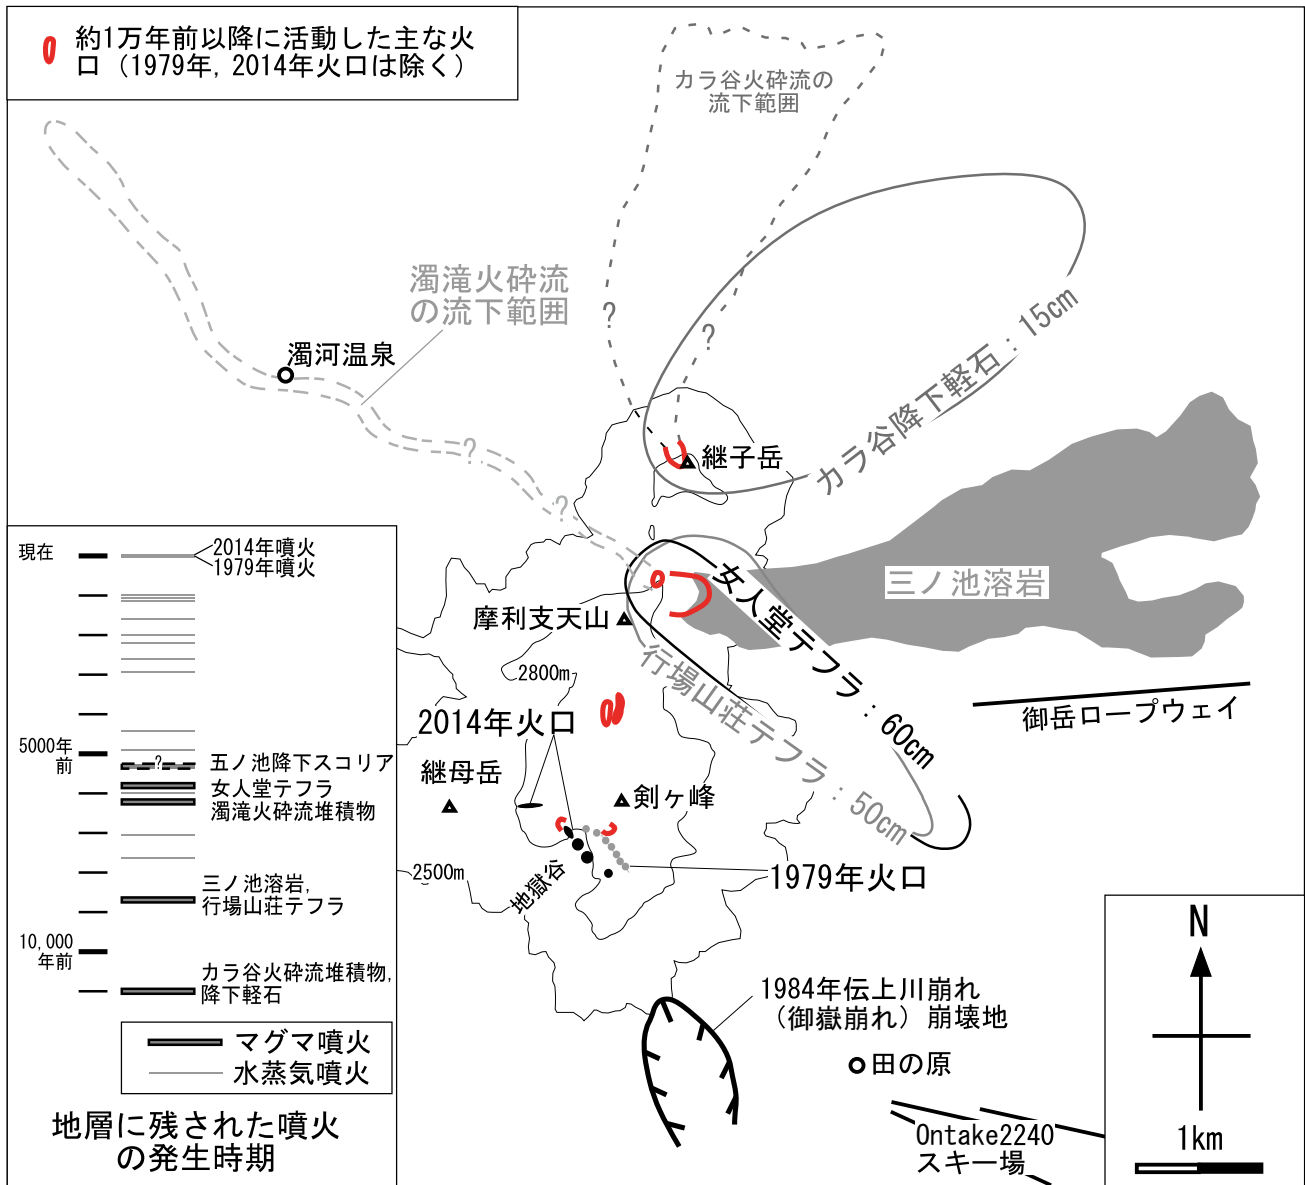 約1万年前以降に活動した主な火
口（1979年, 2014年火口は除く）
カラ谷火砕流の
流下範囲
濁滝火砕流
の流下範囲
?
?
濁河温泉
カラ谷降下軽石：15cm
継子岳
?
?
三ノ池溶岩
女人堂テフラ：60cm
摩利支天山
行場山荘テフラ：50cm
2800m
御岳ロープウェイ
2014年火口
継母岳
剣ヶ峰
1979年火口
2500m
地獄谷
1984年伝上川崩れ
（御嶽崩れ）崩壊地
田の原
Ontake2240
スキー場
N
1km
現在
2014年噴火
1979年噴火
5000年
前
?
五ノ池降下スコリア
女人堂テフラ
濁滝火砕流堆積物
三ノ池溶岩,
行場山荘テフラ
10,000
年前
カラ谷火砕流堆積物,
降下軽石
マグマ噴火
水蒸気噴火
地層に残された噴火
の発生時期